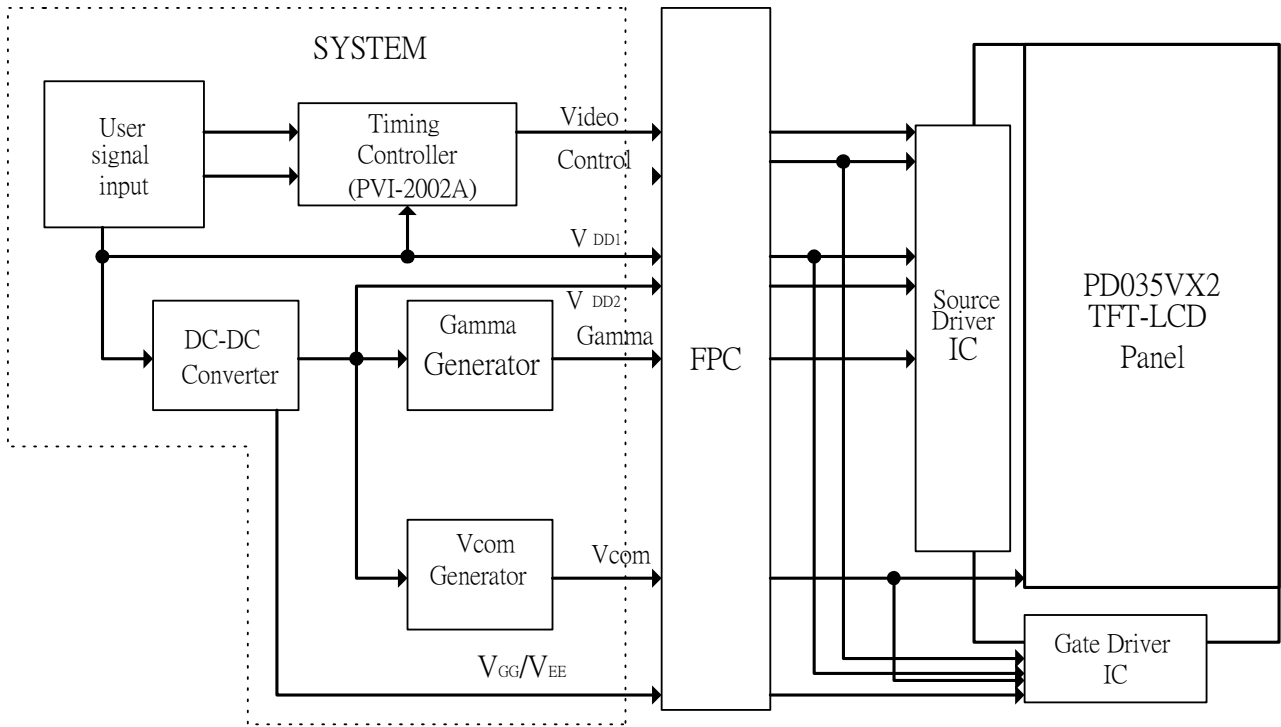 SYSTEM
User
signal
input
Timing
Controller
(PVI-2002A)
Video
Control
V DD1
V DD2
DC-DC
Converter
Gamma
Generator
Gamma
Vcom
Generator
Vcom
VGG/VEE
FPC
Source
Driver
IC
PD035VX2
TFT-LCD
Panel
Gate Driver
IC